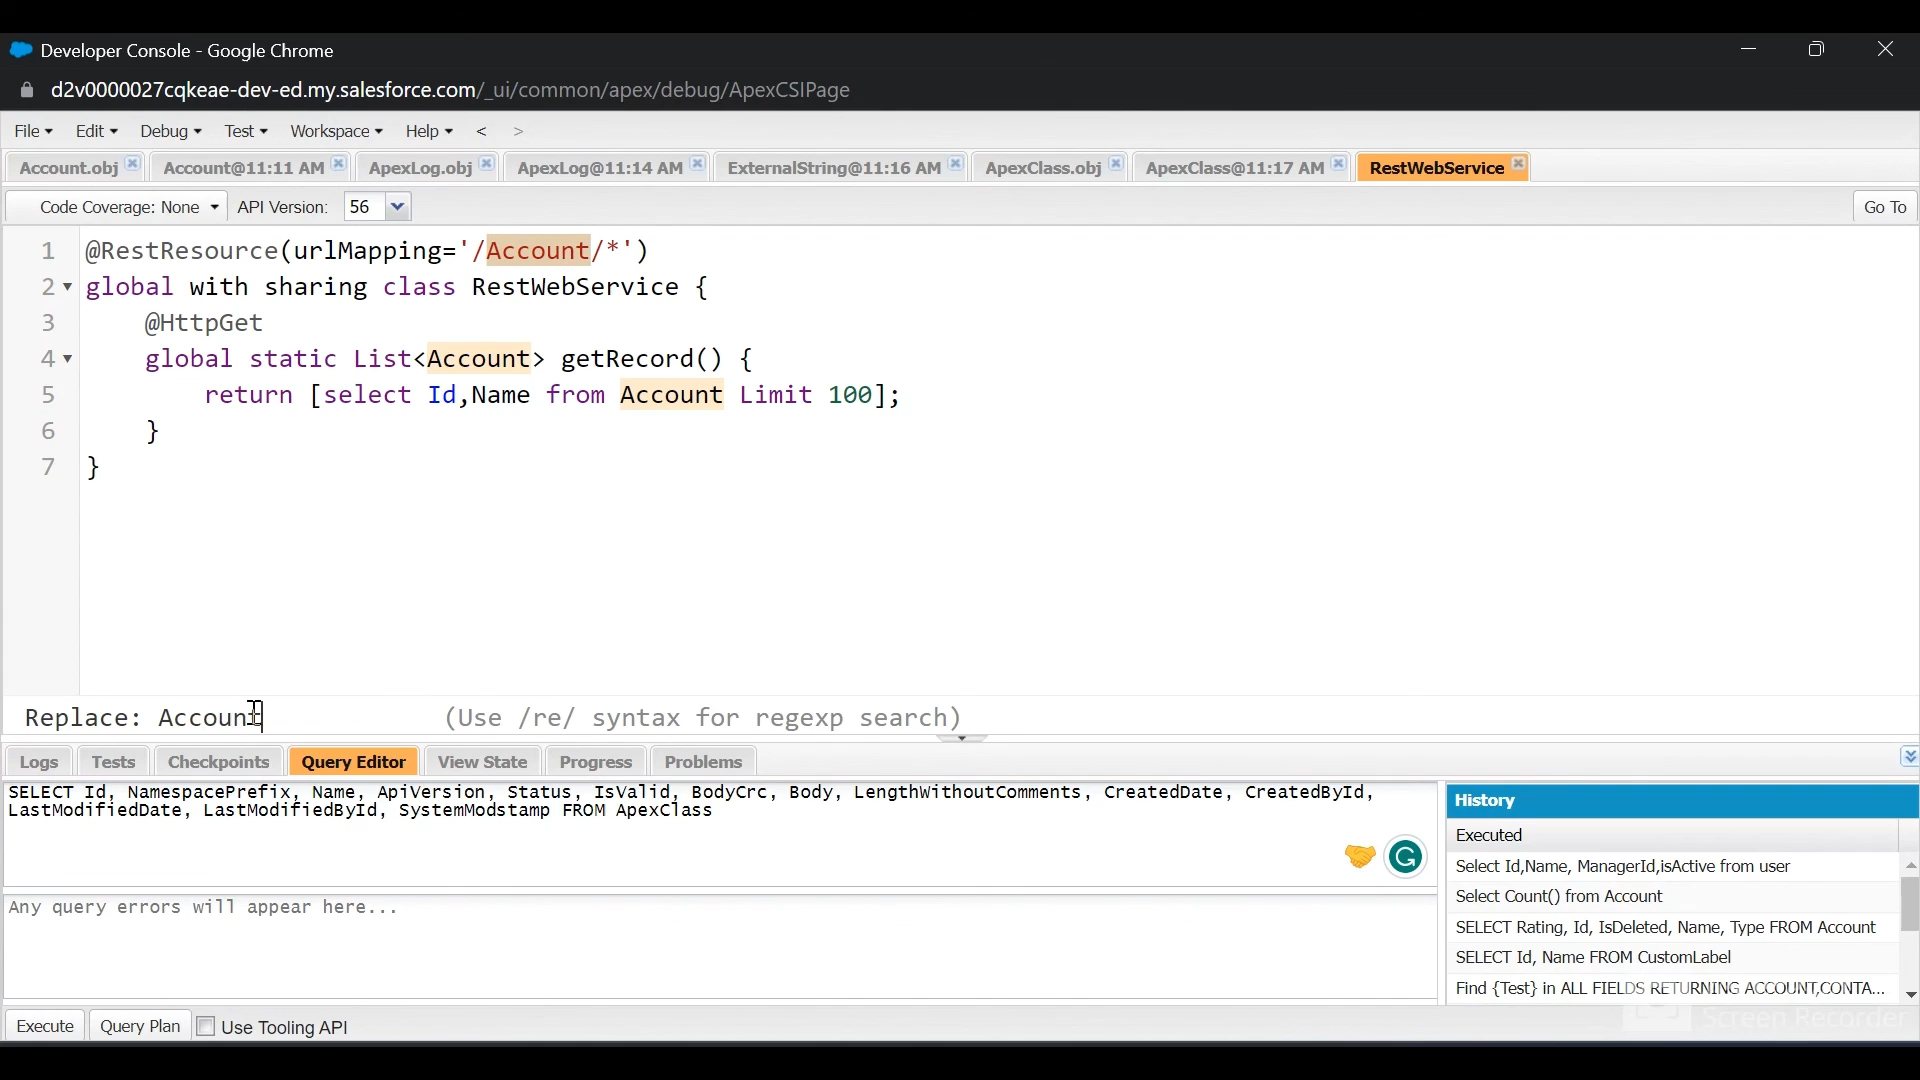 Developer Console - Google Chrome
d2v0000027cqkeae-dev-ed.my.salesforce.com/_ui/common/apex/debug/ApexCSIPage
File Edit Debug Test Workspace Help < >
Account.obj Account@11:11 AM ApexLog.obj ApexLog@11:14 AM ExternalString@11:16 AM ApexClass.obj ApexClass@11:17 AM RestWebService
Code Coverage: None API Version: 56 Go To
1 @RestResource(urlMapping='/Account/*')
2 global with sharing class RestWebService {
3 @HttpGet
4 global static List<Account> getRecord() {
5 return [select Id,Name from Account Limit 100];
6 }
7 }
Replace: Account (Use /re/ syntax for regexp search)
Logs Tests Checkpoints Query Editor View State Progress Problems
SELECT Id, NamespacePrefix, Name, ApiVersion, Status, IsValid, BodyCrc, Body, LengthWithoutComments, CreatedDate, CreatedById,
LastModifiedDate, LastModifiedById, SystemModstamp FROM ApexClass
Any query errors will appear here...
History
Executed
Select Id,Name, ManagerId,isActive from user
Select Count() from Account
SELECT Rating, Id, IsDeleted, Name, Type FROM Account
SELECT Id, Name FROM CustomLabel
Find {Test} in ALL FIELDS RETURNING ACCOUNT,CONTA...
Screen Recorder
Execute Query Plan Use Tooling API